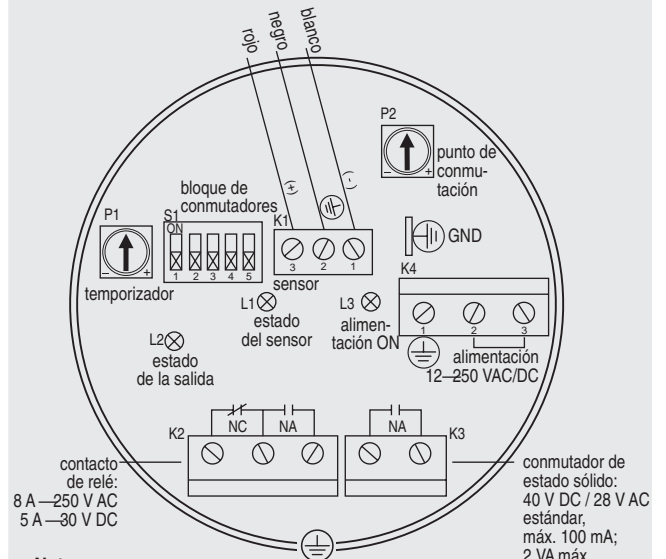 rojo
negro
blanco
(+)
(-)
P2
- +
punto de
conmu-
tación
bloque de
conmutadores
P1
- +
temporizador
S1
ON
1 2 3 4 5
K1
3 2 1
sensor
GND
K4
1 2 3
L1
estado
del sensor
L3
alimen-
tación ON
alimentación
12—250 VAC/DC
L2
estado
de la salida
K2
NC NA
NA
K3
contacto
de relé:
8 A —250 V AC
5 A —30 V DC
conmutador de
estado sólido:
40 V DC / 28 V AC
estándar,
máx. 100 mA;
2 VA máx.